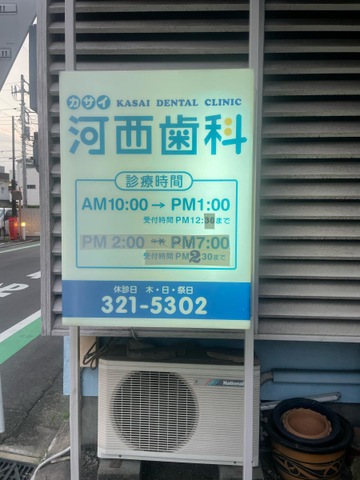 カサイ KASAI DENTAL CLINIC
河西歯科
診療時間
AM10:00→PM1:00
受付時間 PM12:30まで
PM 2:00 PM7:00
受付時間 PM2:30まで
休診日 木・日・祭日
321-5302
National